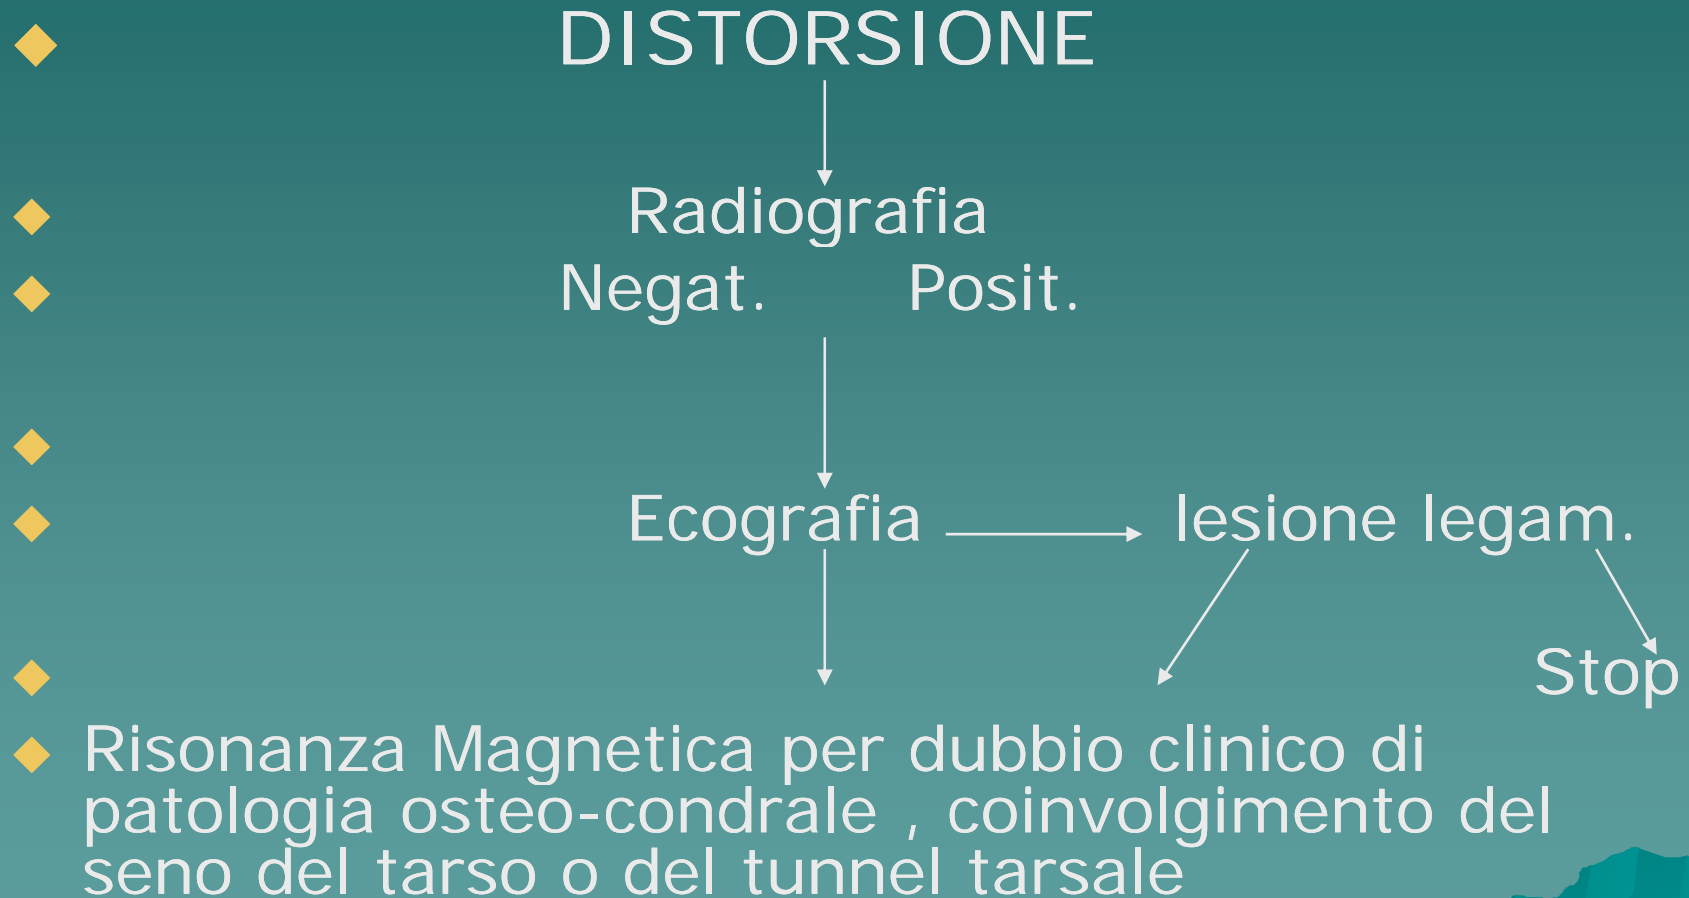 DISTORSIONE
Radiografia
Negat. Posit.
Ecografia lesione legam.
Stop
Risonanza Magnetica per dubbio clinico di
patologia osteo-condrale , coinvolgimento del
seno del tarso o del tunnel tarsale